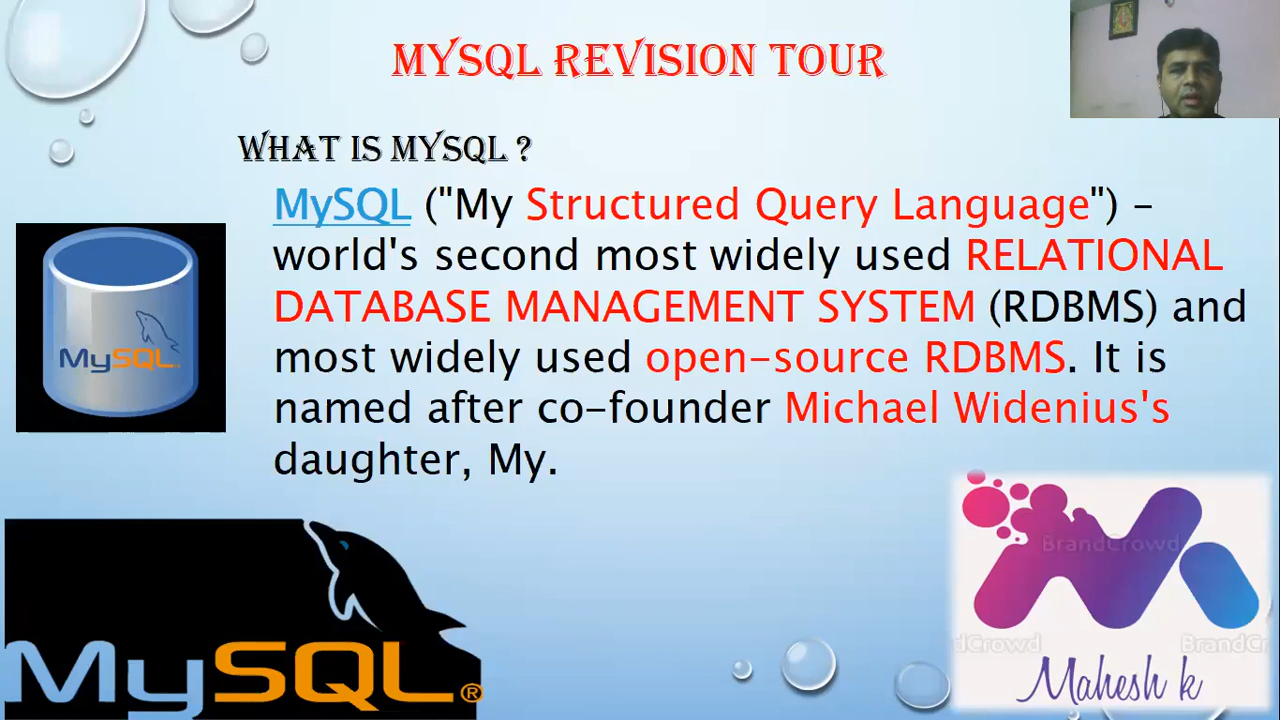 MYSQL REVISION TOUR
WHAT IS MYSQL ?
MySQL ("My Structured Query Language") –
world's second most widely used RELATIONAL
DATABASE MANAGEMENT SYSTEM (RDBMS) and
most widely used open-source RDBMS. It is
named after co-founder Michael Widenius's
daughter, My.
MySQL
MySQL®
BrandCrowd
ndCrowd
BrandCr
Mahesh k